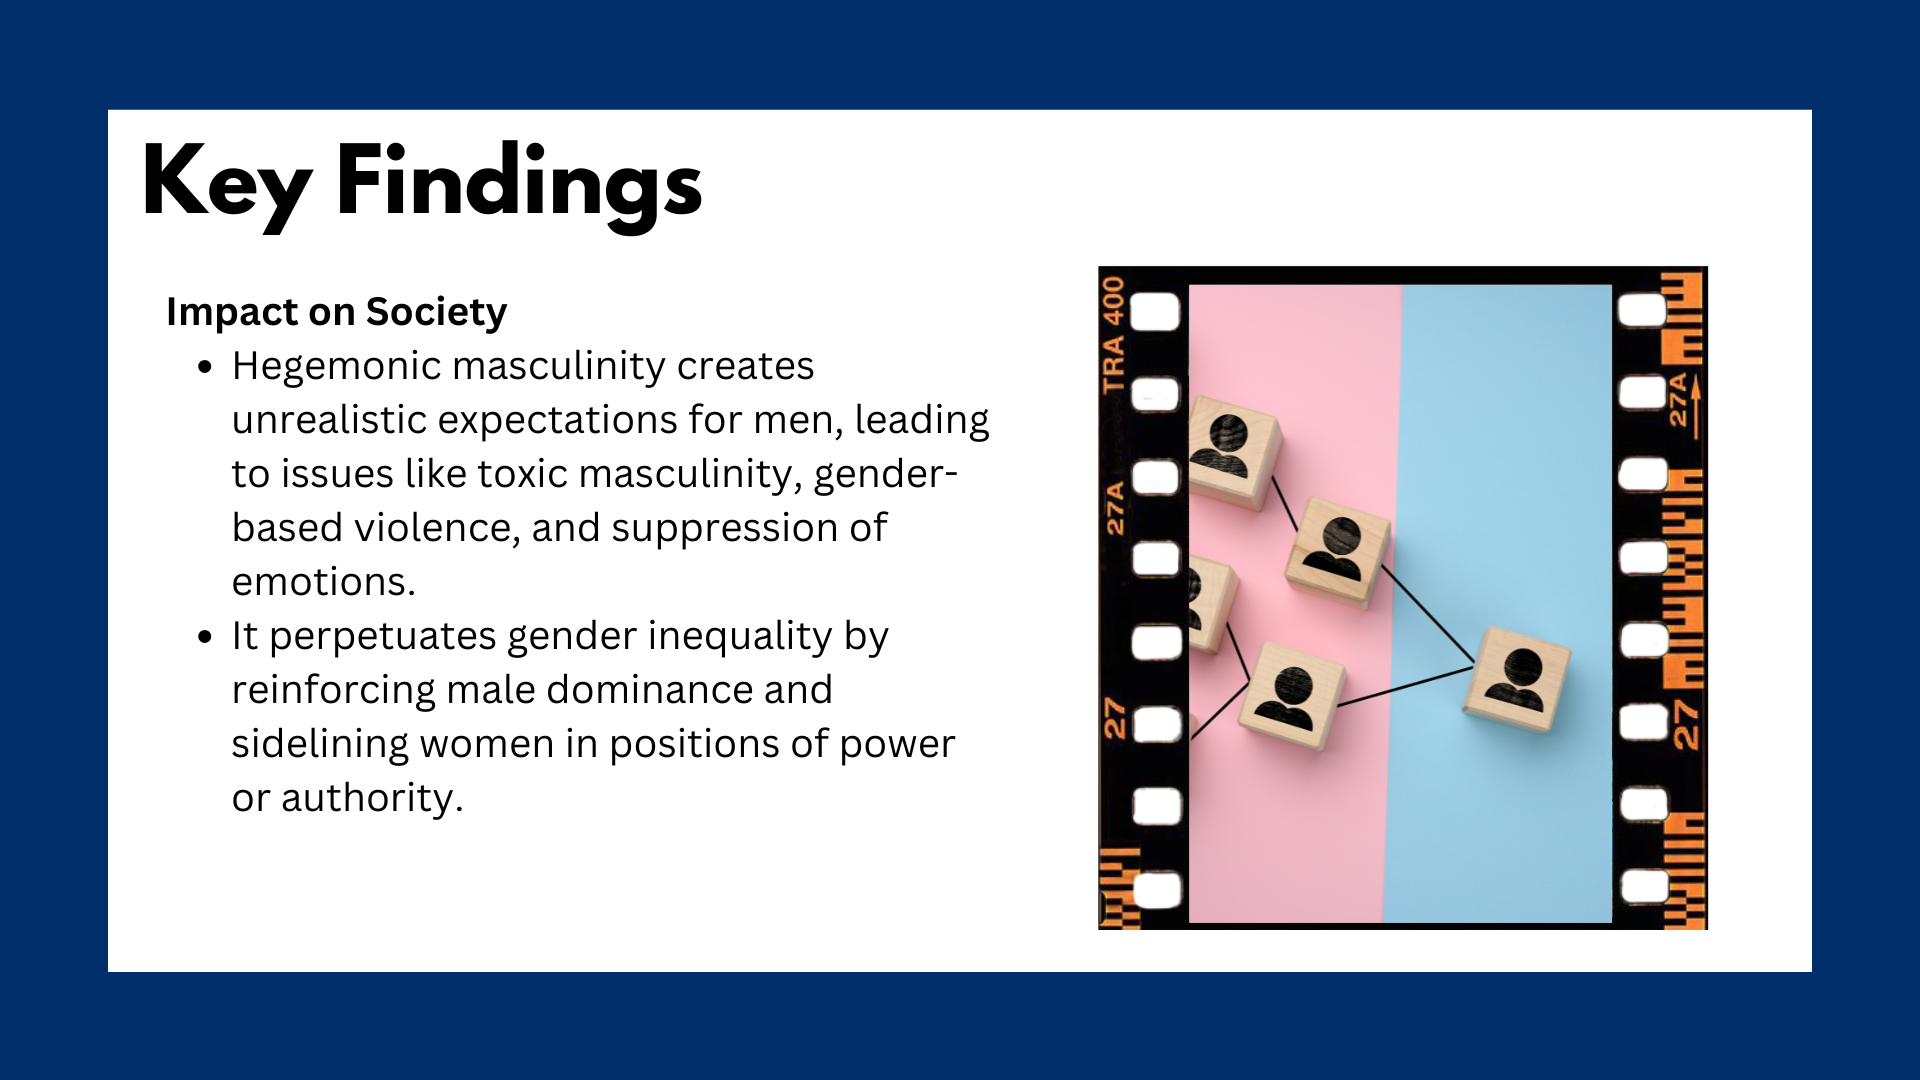 Key Findings
Impact on Society
• Hegemonic masculinity creates
unrealistic expectations for men, leading
to issues like toxic masculinity, gender-
based violence, and suppression of
emotions.
• It perpetuates gender inequality by
reinforcing male dominance and
sidelining women in positions of power
or authority.
TRA 400
27A
27
27A
27